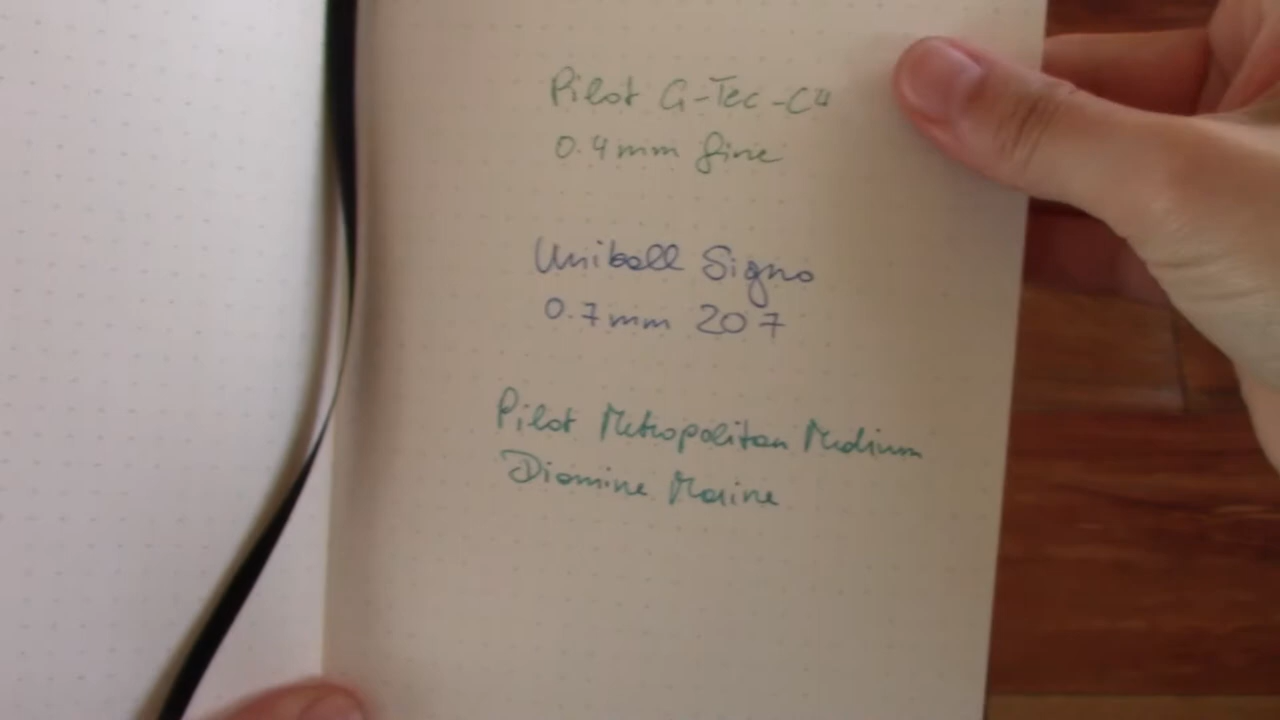 Pilot G-Tec-C4
0.4mm fine
Uniball Signo
0.7mm 207
Pilot Metropolitan Medium
Diamine Marine